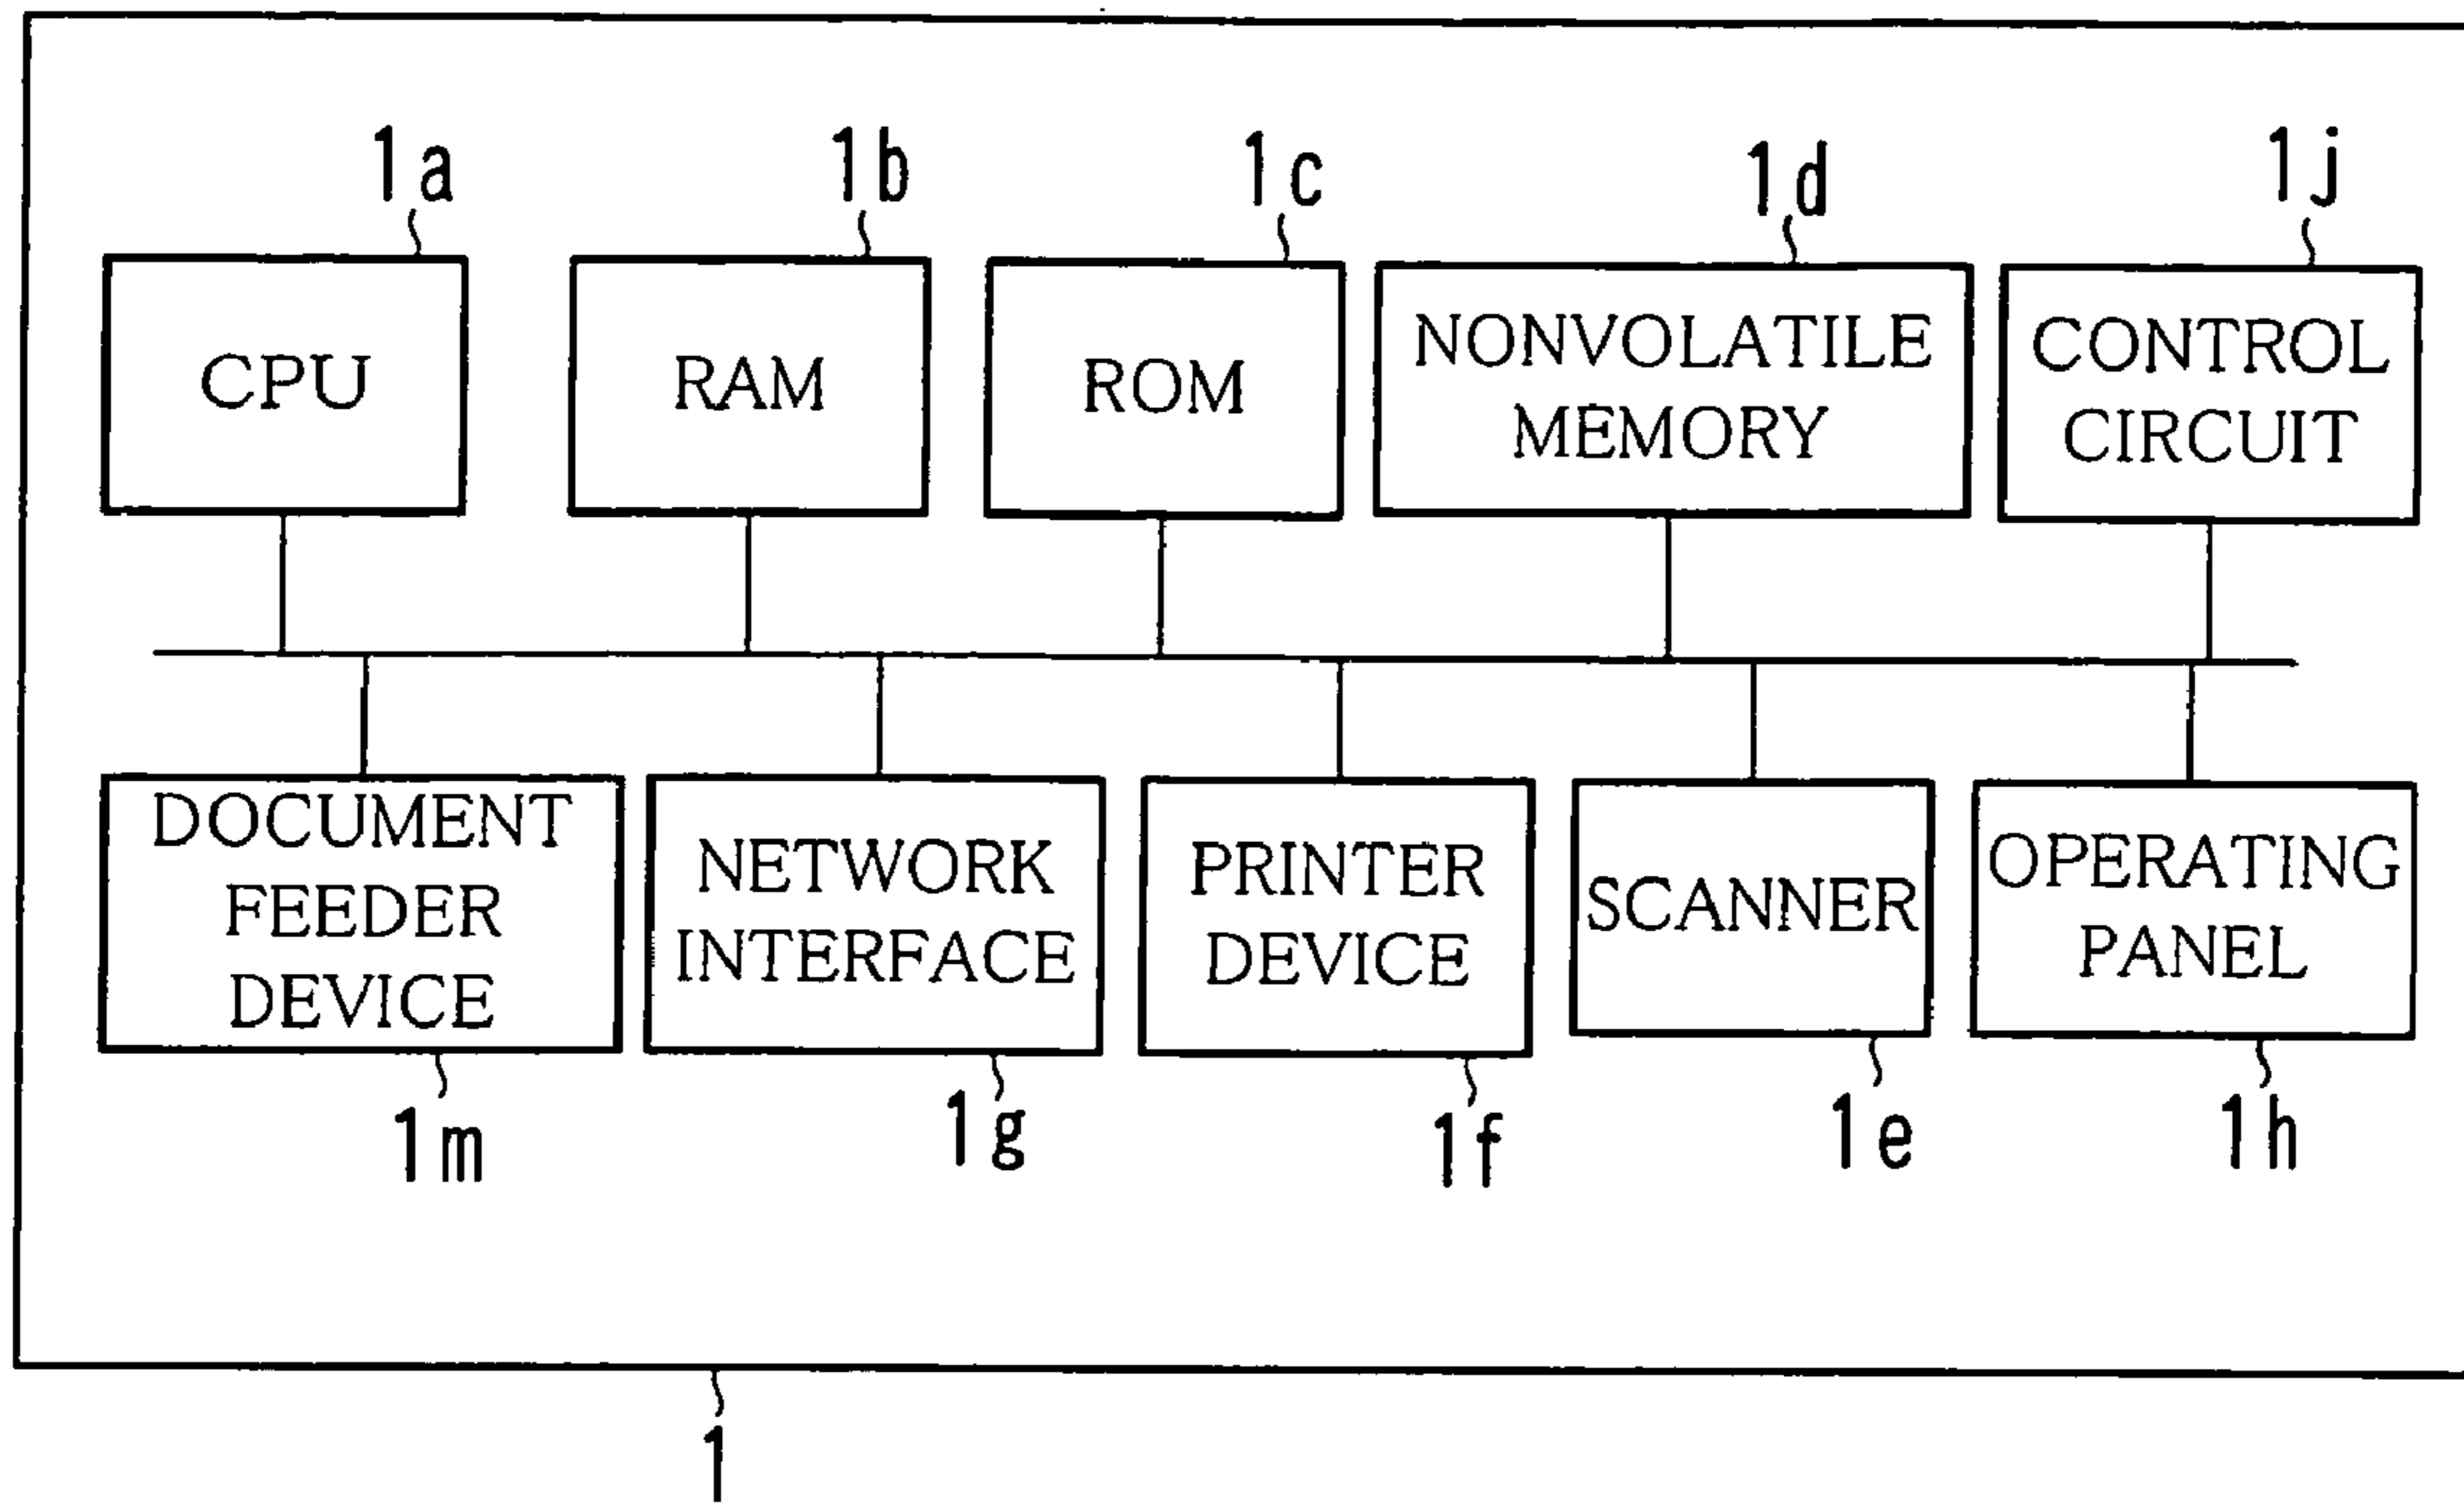 1a
1b
1c
1d
1j
CPU
RAM
ROM
NONVOLATILE
MEMORY
CONTROL
CIRCUIT
DOCUMENT
FEEDER
DEVICE
NETWORK
INTERFACE
PRINTER
DEVICE
SCANNER
OPERATING
PANEL
1m
1g
1f
1e
1h
1